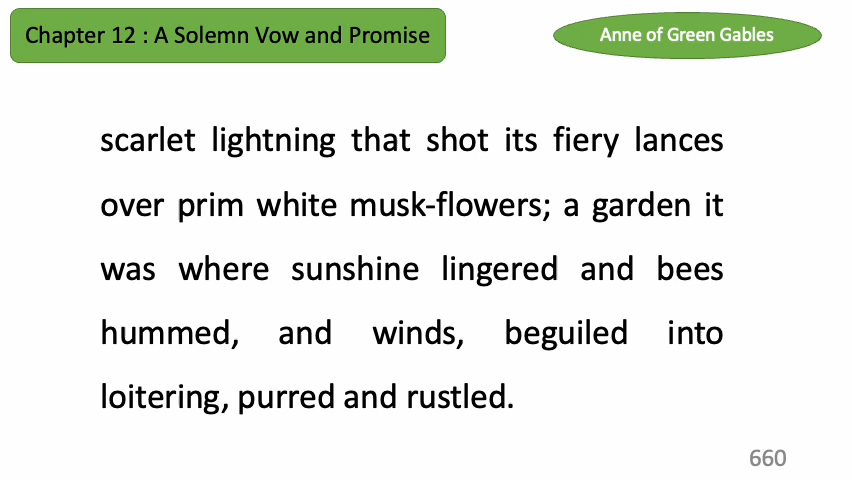 Chapter 12 : A Solemn Vow and Promise
Anne of Green Gables
scarlet lightning that shot its fiery lances
over prim white musk-flowers; a garden it
was where sunshine lingered and bees
hummed, and winds, beguiled into
loitering, purred and rustled.
660